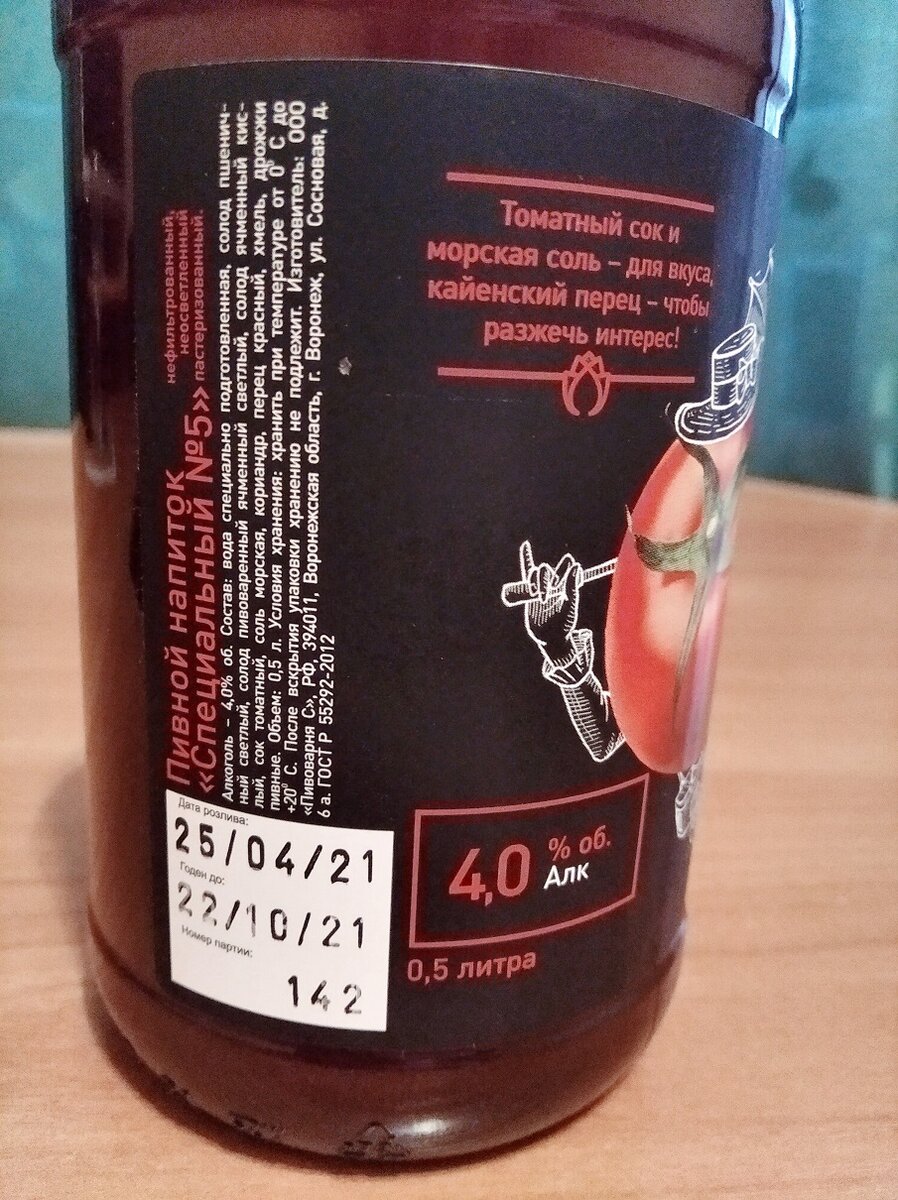 Пивной напиток
«Специальный №5»
нефильтрованный,
неосветленный
пастеризованный.
Алкоголь – 4,0% об. Состав: вода специально подготовленная, солод пшенич-
ный светлый, солод пивоваренный ячменный светлый, солод ячменный кис-
лый, сок томатный, соль морская, кориандр, перец красный, хмель, дрожжи
пивные. Объем: 0,5 л. Условия хранения: хранить при температуре от 0° С до
+20° С. После вскрытия упаковки хранению не подлежит. Изготовитель: ООО
«Пивоварня С», РФ, 394011, Воронежская область, г. Воронеж, ул. Сосновая, д.
6 а. ГОСТ Р 55292-2012
Томатный сок и
морская соль – для вкуса,
кайенский перец – чтобы
разжечь интерес!
Дата розлива:
25/04/21
Годен до:
22/10/21
Номер партии:
142
4,0 % об.
Алк
0,5 литра